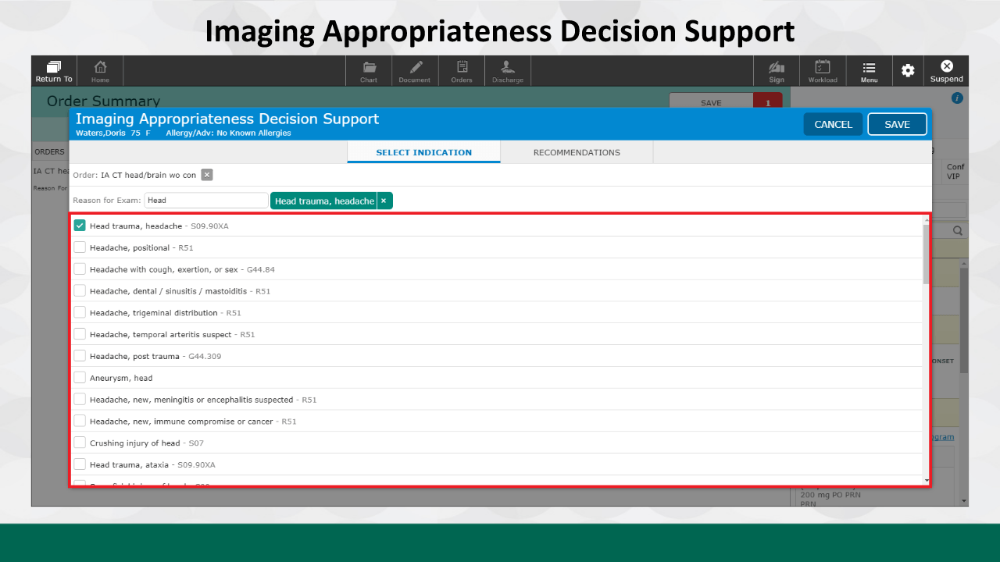 Imaging Appropriateness Decision Support
Return To
Home
Chart
Document
Orders
Discharge
Sign
Workload
Menu
Suspend
Order Summary
SAVE
1
Imaging Appropriateness Decision Support
Waters,Doris 75 F Allergy/Adv: No Known Allergies
CANCEL
SAVE
ORDERS
SELECT INDICATION
RECOMMENDATIONS
IA CT hea
Order: IA CT head/brain wo con
Conf
VIP
Reason For
Reason for Exam: Head
Head trauma, headache
Head trauma, headache - S09.90XA
Headache, positional - R51
Headache with cough, exertion, or sex - G44.84
Headache, dental / sinusitis / mastoiditis - R51
Headache, trigeminal distribution - R51
Headache, temporal arteritis suspect - R51
Headache, post trauma - G44.309
ONSET
Aneurysm, head
Headache, new, meningitis or encephalitis suspected - R51
Headache, new, immune compromise or cancer - R51
ogram
Crushing injury of head - S07
Head trauma, ataxia - S09.90XA
200 mg PO PRN
PRN